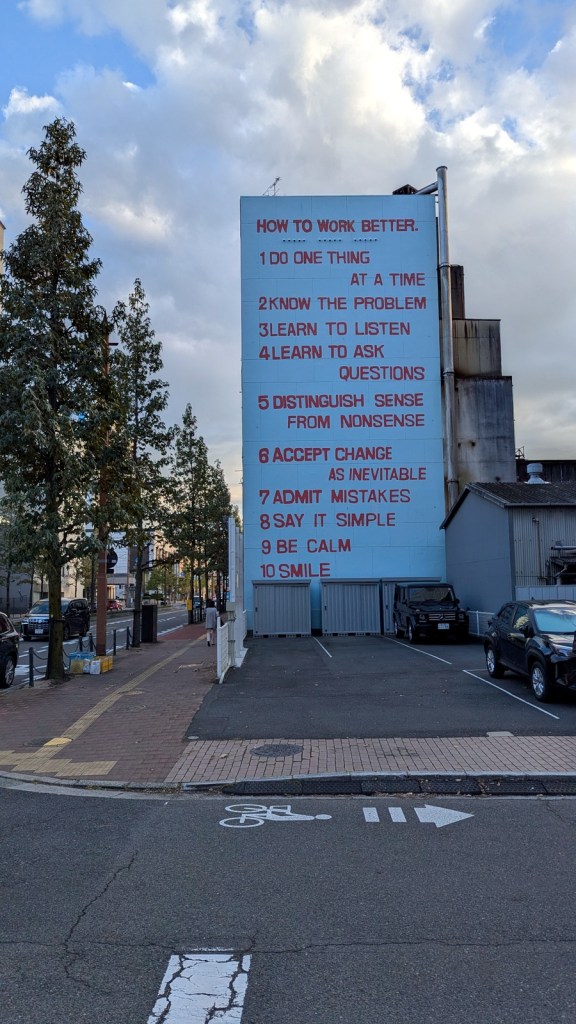 HOW TO WORK BETTER.
1 DO ONE THING
AT A TIME
2 KNOW THE PROBLEM
3 LEARN TO LISTEN
4 LEARN TO ASK
QUESTIONS
5 DISTINGUISH SENSE
FROM NONSENSE
6 ACCEPT CHANGE
AS INEVITABLE
7 ADMIT MISTAKES
8 SAY IT SIMPLE
9 BE CALM
10 SMILE